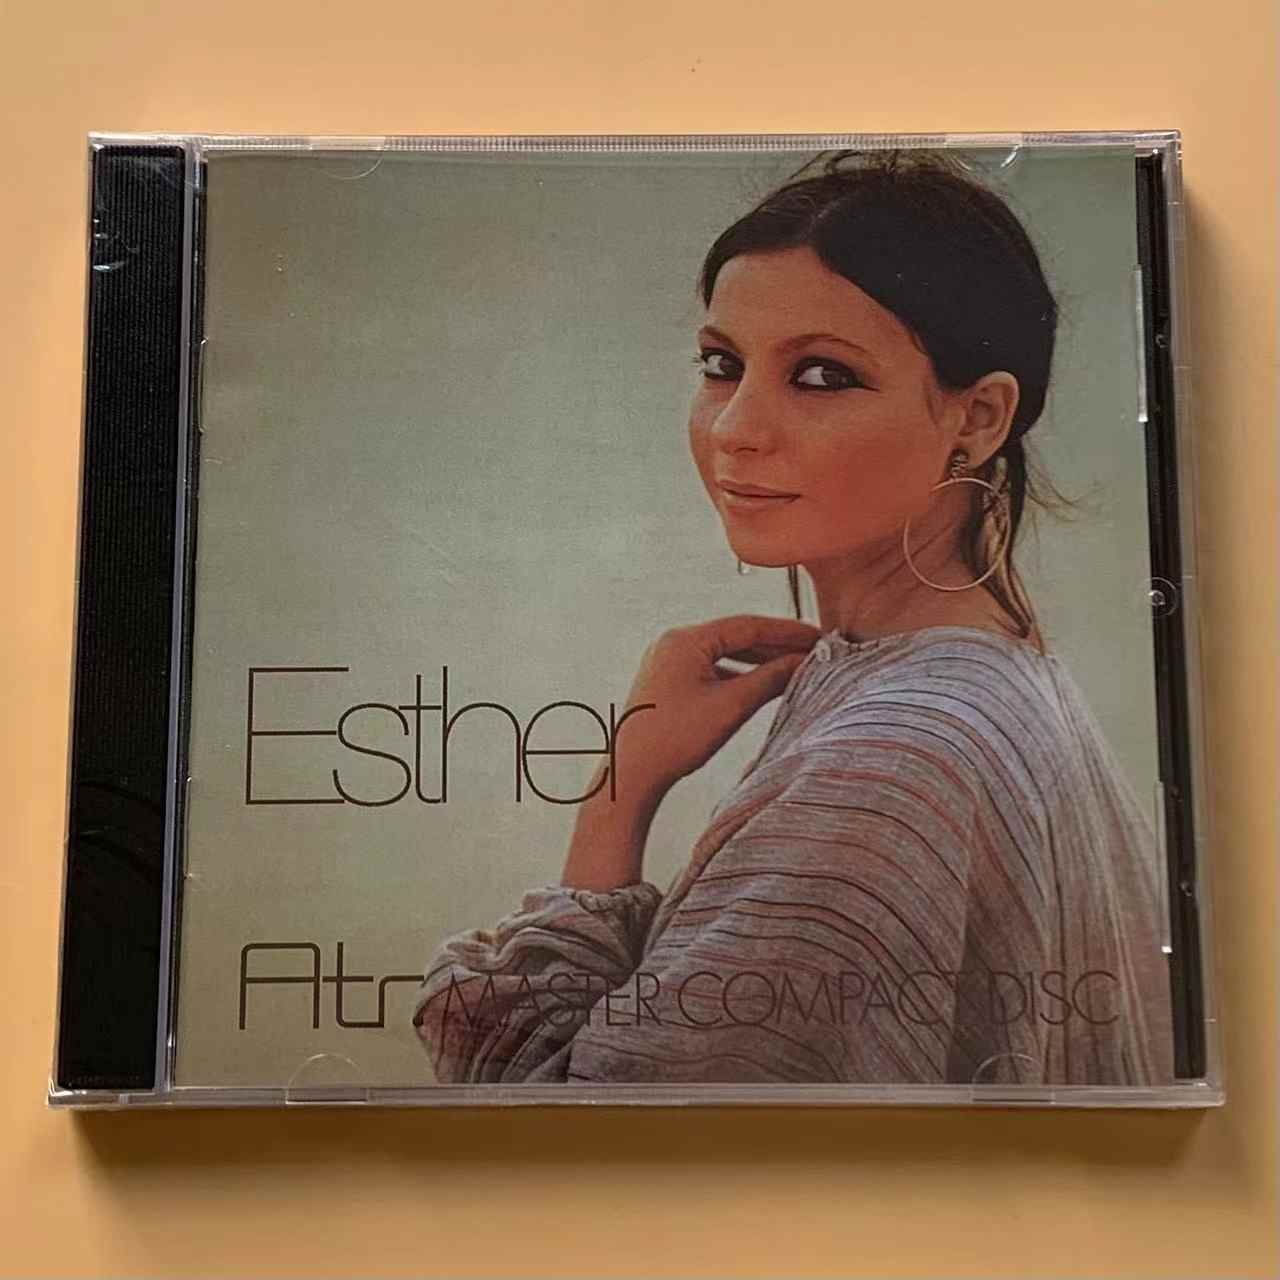 Esther
Atr. MASTER COMPACT DISC